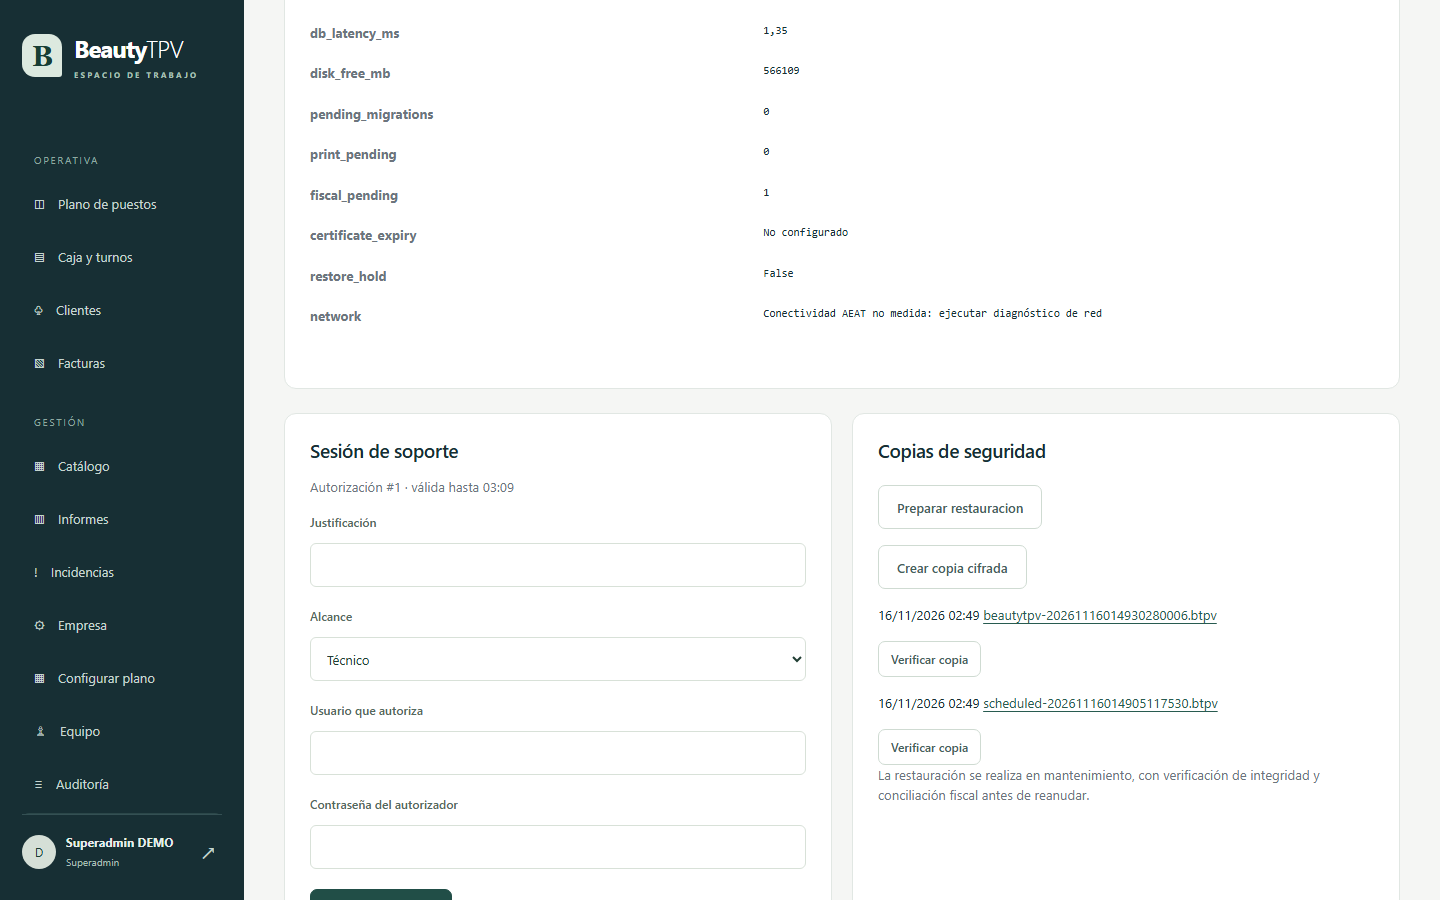 B
BeautyTPV
ESPACIO DE TRABAJO
OPERATIVA
Plano de puestos
Caja y turnos
Clientes
Facturas
GESTIÓN
Catálogo
Informes
! Incidencias
Empresa
Configurar plano
Equipo
Auditoría
D
Superadmin DEMO
Superadmin
db_latency_ms 1,35
disk_free_mb 566109
pending_migrations 0
print_pending 0
fiscal_pending 1
certificate_expiry No configurado
restore_hold False
network Conectividad AEAT no medida: ejecutar diagnóstico de red
Sesión de soporte
Autorización #1 · válida hasta 03:09
Justificación
Alcance
Técnico
Usuario que autoriza
Contraseña del autorizador
Copias de seguridad
Preparar restauracion
Crear copia cifrada
16/11/2026 02:49 beautytpv-20261116014930280006.btpv
Verificar copia
16/11/2026 02:49 scheduled-20261116014905117530.btpv
Verificar copia
La restauración se realiza en mantenimiento, con verificación de integridad y
conciliación fiscal antes de reanudar.